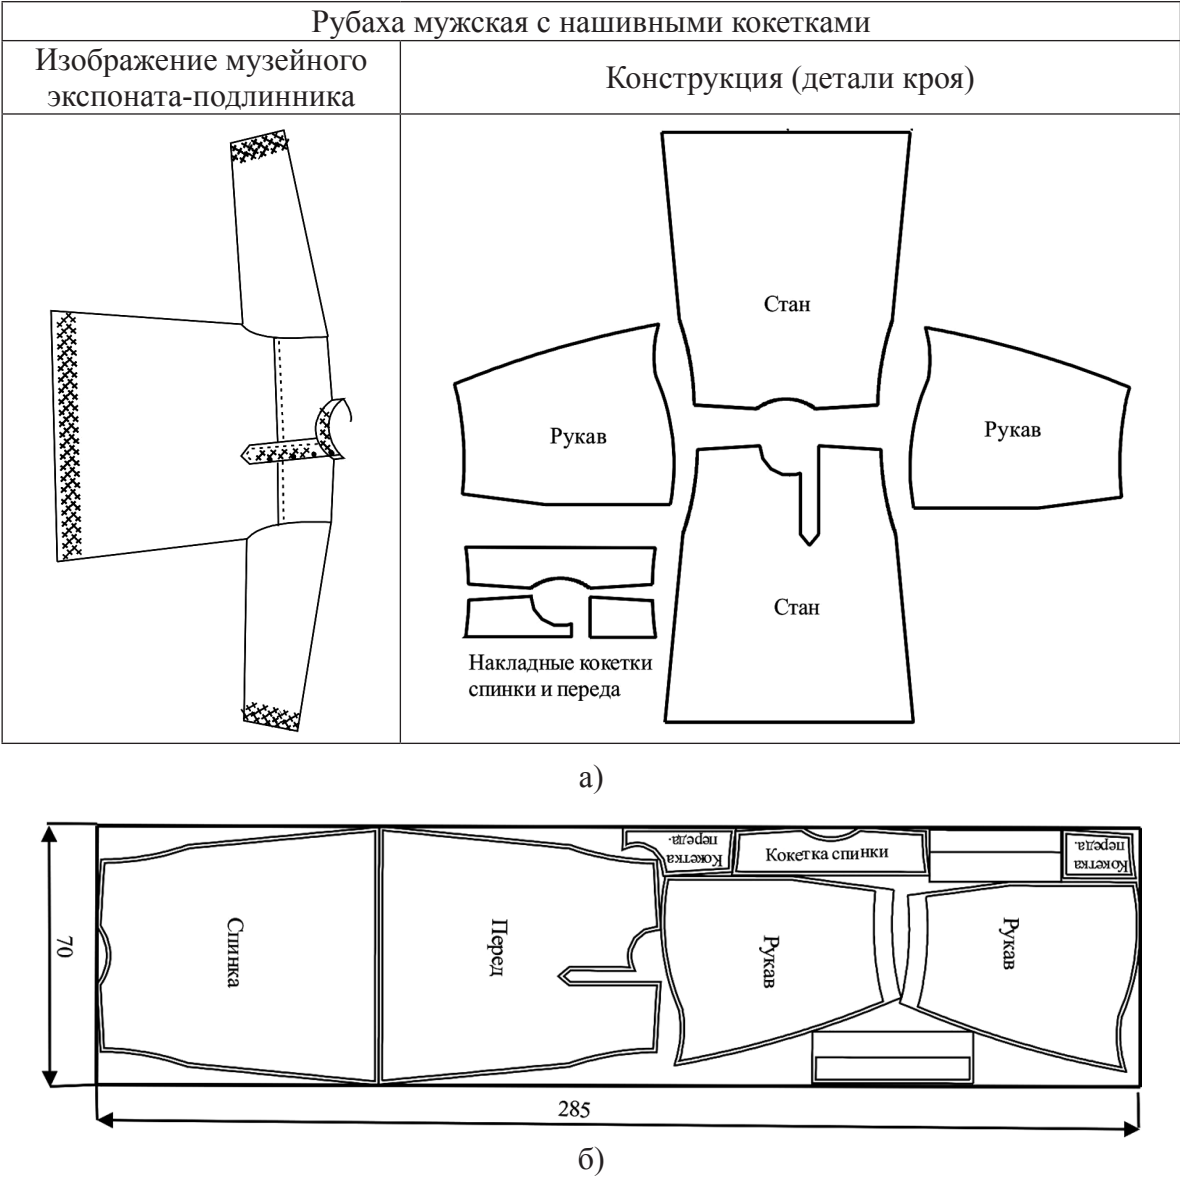 Рубаха мужская с нашивными кокетками
Изображение музейного
экспоната-подлинника
Конструкция (детали кроя)
Стан
Рукав
Рукав
Стан
Накладные кокетки
спинки и переда
а)
Кокетка
переда.
Кокетка спинки
Кокетка
переда.
Спинка
Перед
Рукав
Рукав
70
285
б)